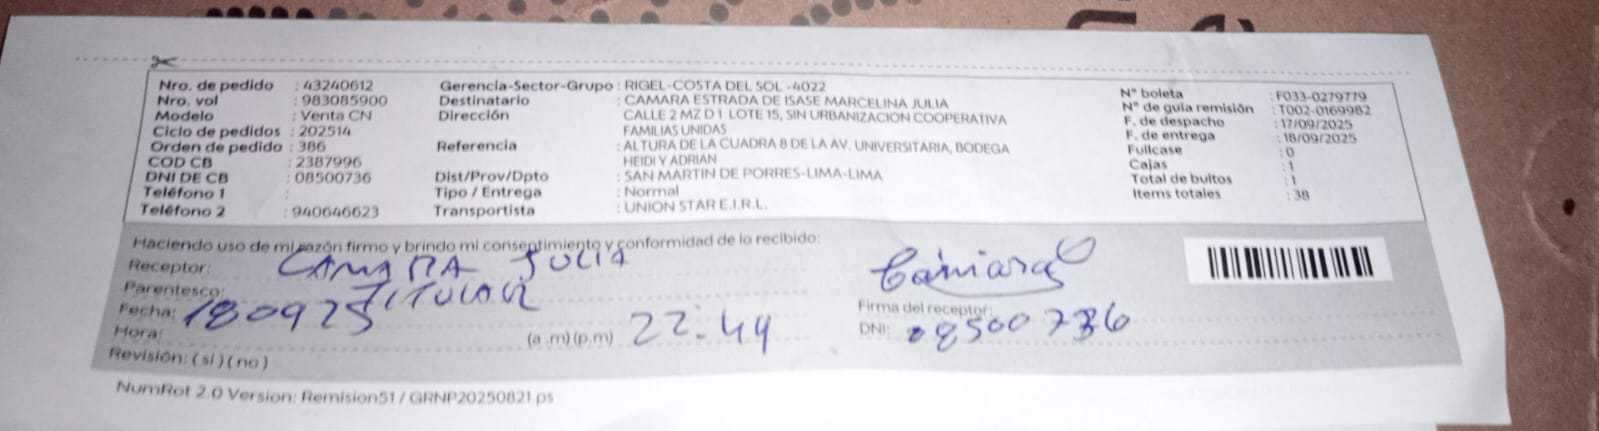 Nro. de pedido : 43240612
Nro. vol : 983085900
Modelo : Venta CN
Ciclo de pedidos : 202514
Orden de pedido : 386
COD CB : 2387996
DNI DE CB : 08500736
Teléfono 1 :
Teléfono 2 : 940646623
Gerencia-Sector-Grupo : RIGEL-COSTA DEL SOL -4022
Destinatario : CAMARA ESTRADA DE ISASE MARCELINA JULIA
Dirección : CALLE 2 MZ D1 LOTE 15, SIN URBANIZACION COOPERATIVA
FAMILIAS UNIDAS
Referencia : ALTURA DE LA CUADRA 8 DE LA AV. UNIVERSITARIA, BODEGA
HEIDI Y ADRIAN
Dist/Prov/Dpto : SAN MARTIN DE PORRES-LIMA-LIMA
Tipo / Entrega : Normal
Transportista : UNION STAR E.I.R.L.
N° boleta : F033-0279779
N° de guía remisión : T002-0169982
F. de despacho : 17/09/2025
F. de entrega : 18/09/2025
Fullcase : 0
Cajas : 1
Total de bultos : 1
Items totales : 38
Haciendo uso de mi razón firmo y brindo mi consentimiento y conformidad de lo recibido:
Receptor: CAMARA JULIA
Parentesco: TITULAR
Fecha: 180925
Hora: (a.m)(p.m) 22:44
Revisión: (si) (no)
Cámara
Firma del receptor:
DNI: 08500736
NumRot 2.0 Version: Remision51 / GRNP20250821.ps